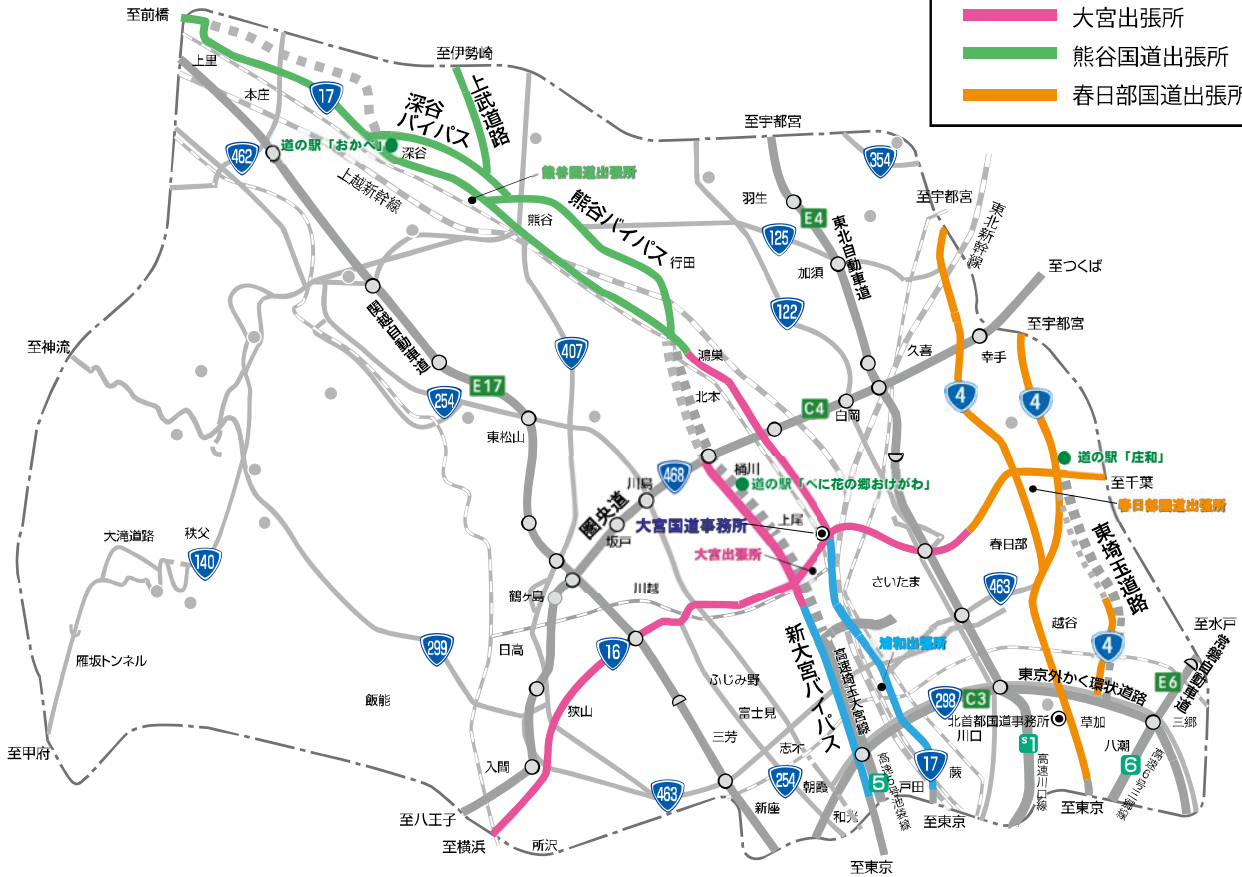 大宮出張所
熊谷国道出張所
春日部国道出張所
至前橋
上里
本庄
17
至伊勢崎
上武道路
深谷
バイパス
道の駅「おかべ」
深谷
462
上越新幹線
熊谷国道出張所
熊谷
熊谷バイパス
行田
至宇都宮
354
羽生
E4
東北自動車道
125
加須
至宇都宮
東北新幹線
至つくば
122
久喜
幸手
至宇都宮
至神流
関越自動車道
E17
254
407
東松山
鴻巣
北本
C4
白岡
4
4
桶川
道の駅「べに花の郷おけがわ」
468
川島
圏央道
坂戸
大宮国道事務所
上尾
大宮出張所
道の駅「庄和」
至千葉
春日部国道出張所
春日部
東埼玉道路
大滝道路
秩父
140
鶴ヶ島
川越
さいたま
463
越谷
4
至水戸
常磐自動車道
E6
雁坂トンネル
299
日高
16
飯能
狭山
ふじみ野
富士見
新大宮バイパス
高速埼玉大宮線
浦和出張所
298
C3
東京外かく環状道路
北首都国道事務所
川口
草加
三郷
至甲府
入間
三芳
志木
S1
八潮
6
高速6号三郷線
463
254
朝霞
5
戸田
17
蕨
高速川口線
至八王子
新座
和光
至東京
至東京
至横浜
所沢
至東京